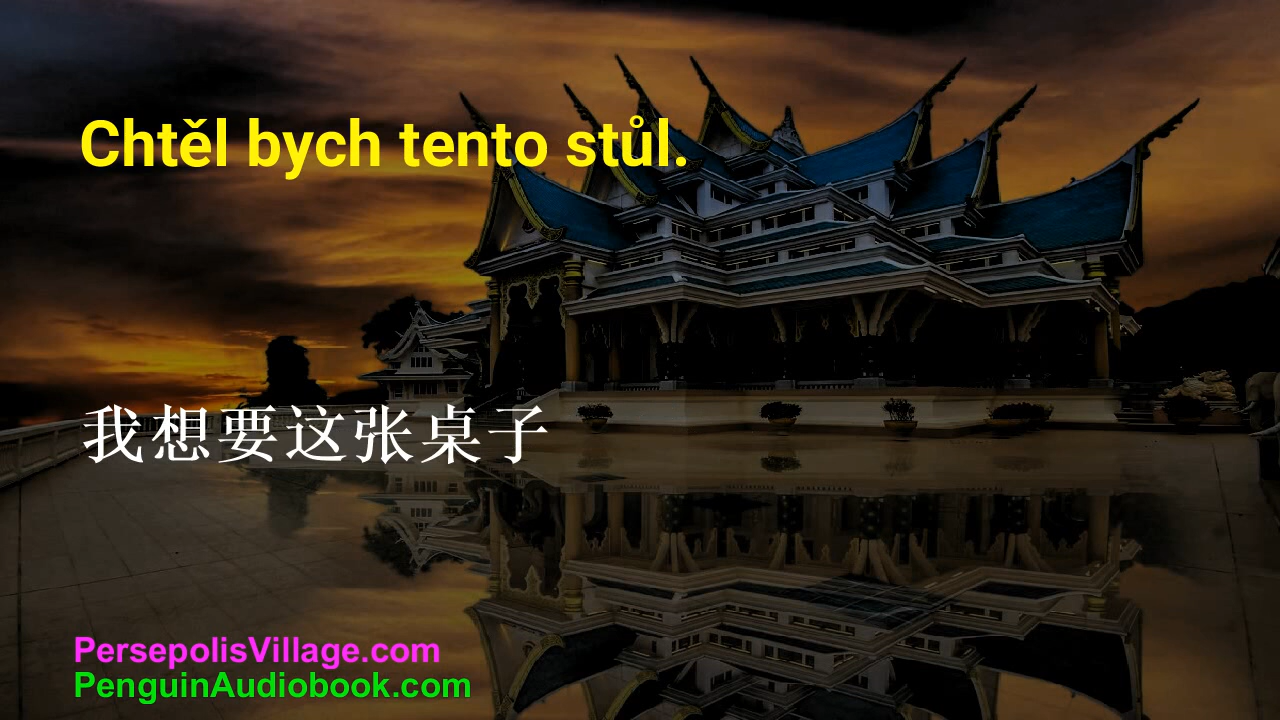 Chtěl bych tento stůl.
我想要这张桌子
PersepolisVillage.com
PenguinAudiobook.com